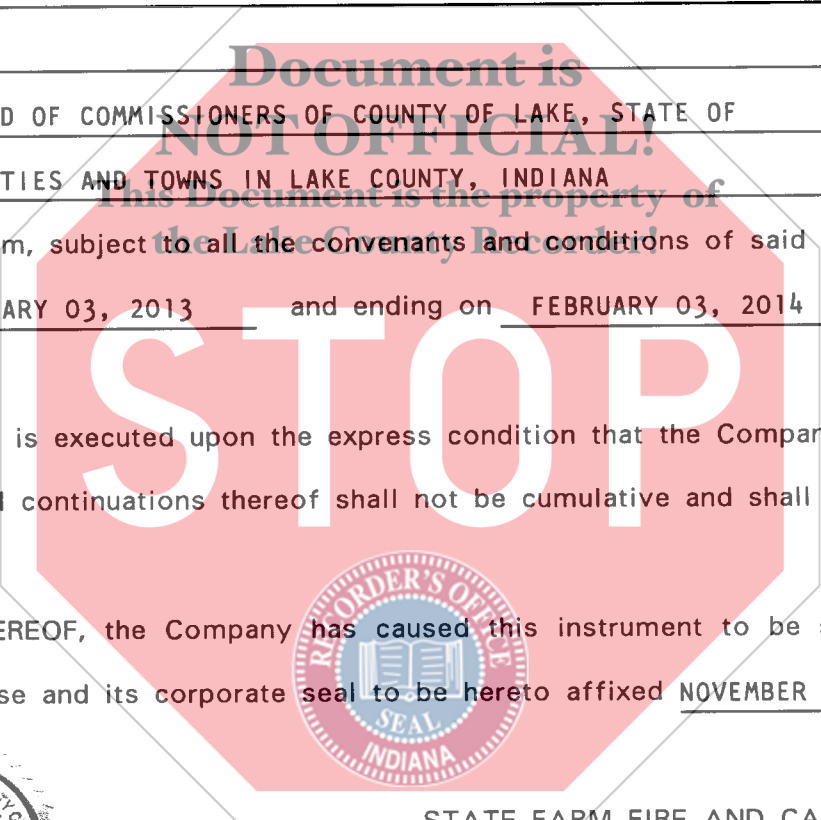 Document is
D OF COMMISSIONERS OF COUNTY OF LAKE, STATE OF
NOT OFFICIAL!
TIES AND TOWNS IN LAKE COUNTY, INDIANA
This Document is the property of
m, subject to all the convenants and conditions of said
the Lake County Recorder!
ARY 03, 2013 and ending on FEBRUARY 03, 2014
STOP
is executed upon the express condition that the Compan
l continuations thereof shall not be cumulative and shall
RECORDER'S OFFICE
EREOF, the Company has caused this instrument to be s
se and its corporate seal to be hereto affixed NOVEMBER
SEAL
INDIANA
STATE FARM FIRE AND CA